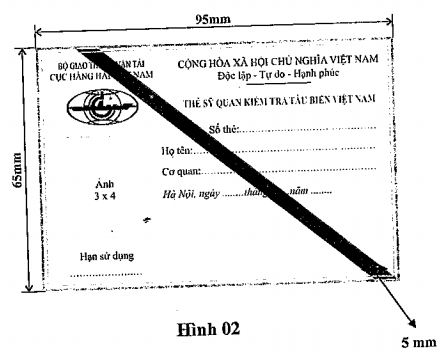 95mm
65mm
BỘ GIAO THÔNG VẬN TẢI
CỤC HÀNG HẢI VIỆT NAM
CỘNG HÒA XÃ HỘI CHỦ NGHĨA VIỆT NAM
Độc lập - Tự do - Hạnh phúc
THẺ SỸ QUAN KIỂM TRA TÀU BIỂN VIỆT NAM
Số thẻ:
Họ tên:
Cơ quan:
Hà Nội, ngày ........ tháng ... năm ........
Ảnh
3 x 4
Hạn sử dụng
....................
5 mm
Hình 02